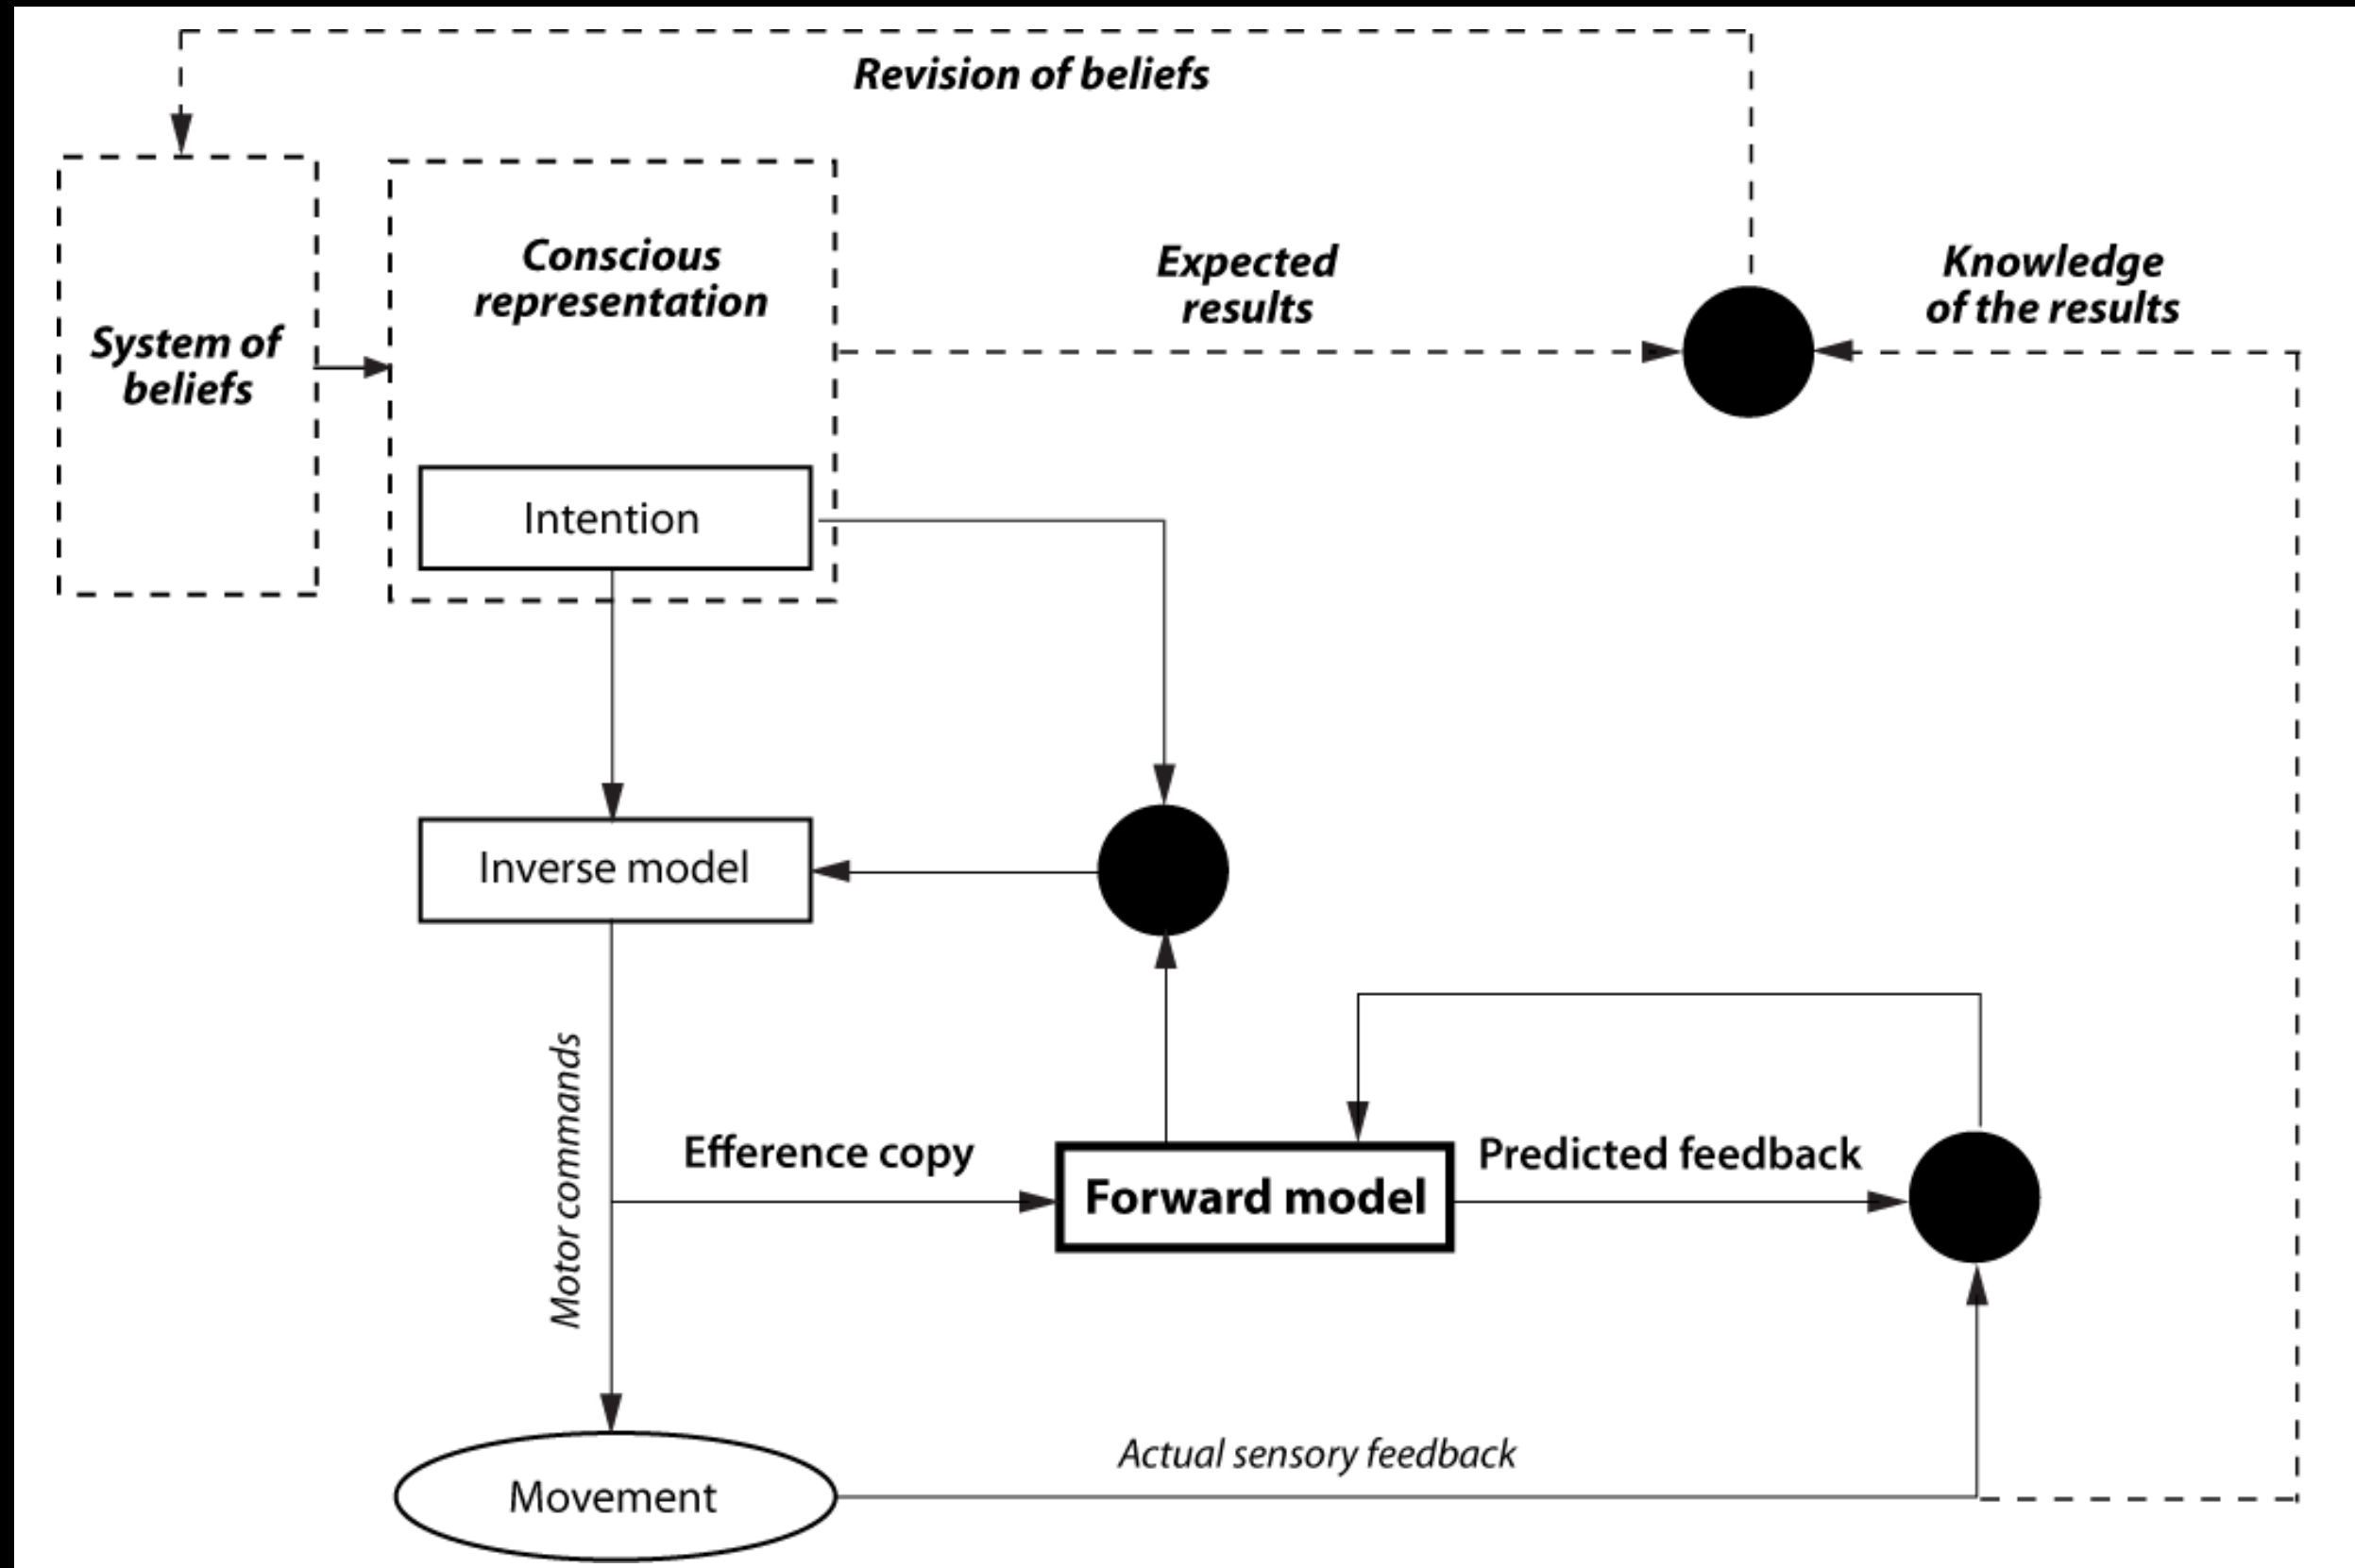 Revision of beliefs
System of
beliefs
Conscious
representation
Expected
results
Knowledge
of the results
Intention
Inverse model
Motor commands
Efference copy
Forward model
Predicted feedback
Actual sensory feedback
Movement